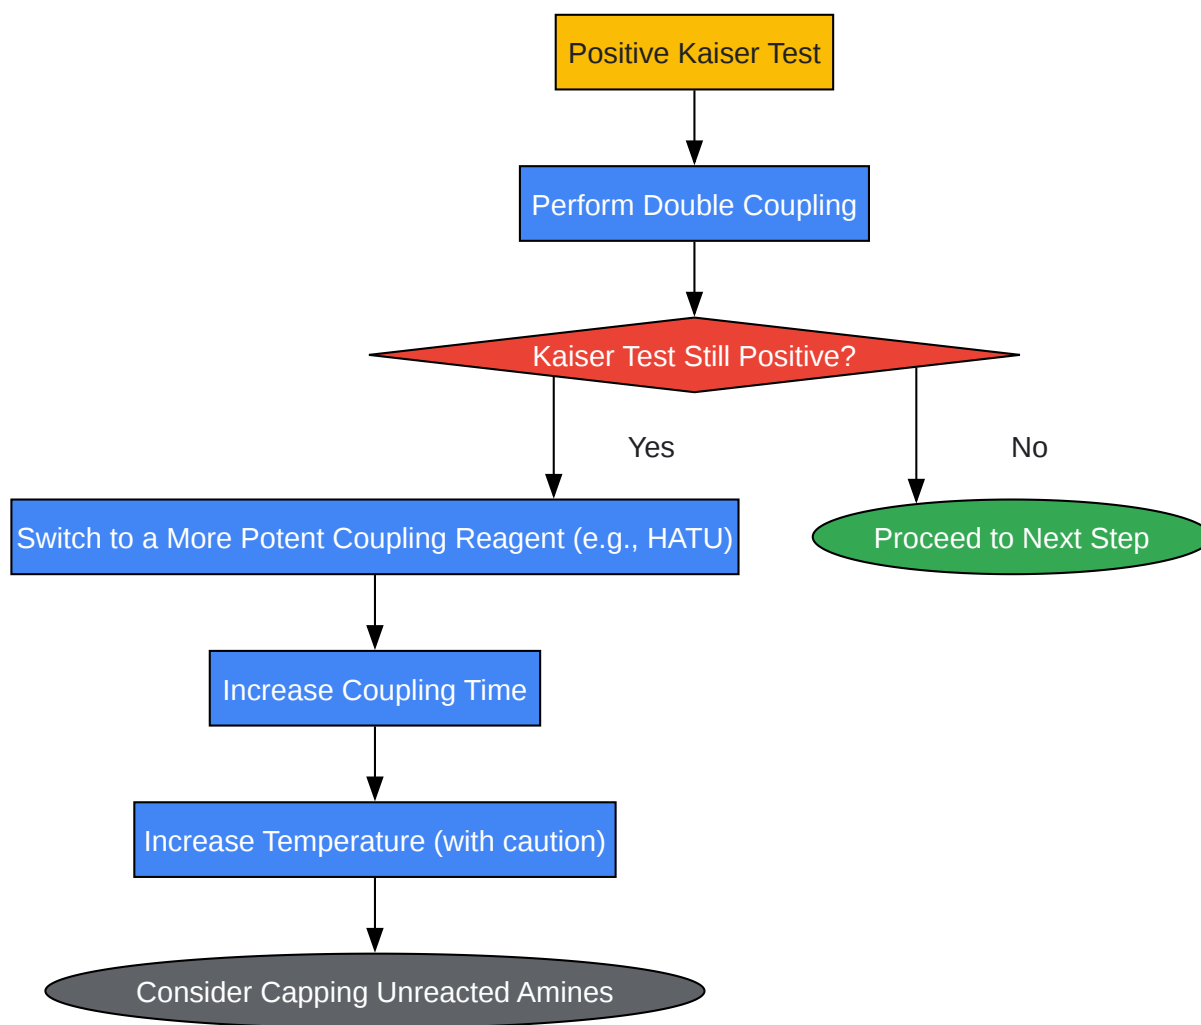 Positive Kaiser Test
Perform Double Coupling
Kaiser Test Still Positive?
Yes
No
Switch to a More Potent Coupling Reagent (e.g., HATU)
Proceed to Next Step
Increase Coupling Time
Increase Temperature (with caution)
Consider Capping Unreacted Amines